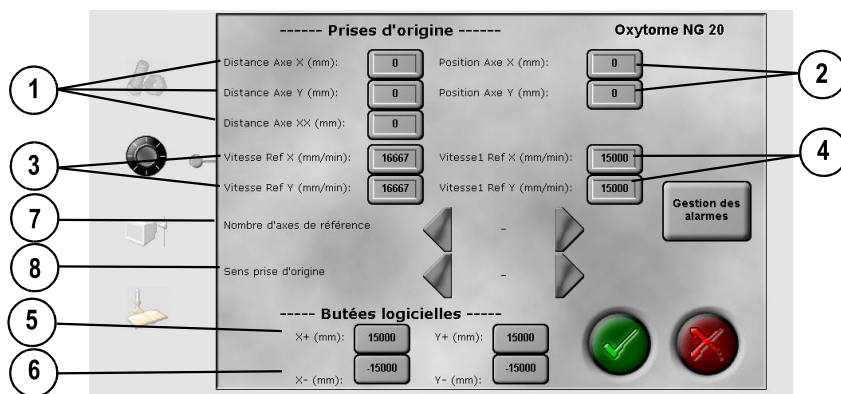 ------ Prises d'origine ------
Oxytome NG 20
1
Distance Axe X (mm): 0
Position Axe X (mm): 0
2
Distance Axe Y (mm): 0
Position Axe Y (mm): 0
Distance Axe XX (mm): 0
3
Vitesse Ref X (mm/min): 16667
Vitesse1 Ref X (mm/min): 15000
4
Vitesse Ref Y (mm/min): 16667
Vitesse1 Ref Y (mm/min): 15000
Gestion des
alarmes
7
Nombre d'axes de référence -
8
Sens prise d'origine -
----- Butées logicielles -----
5
X+ (mm): 15000
Y+ (mm): 15000
6
X- (mm): -15000
Y- (mm): -15000